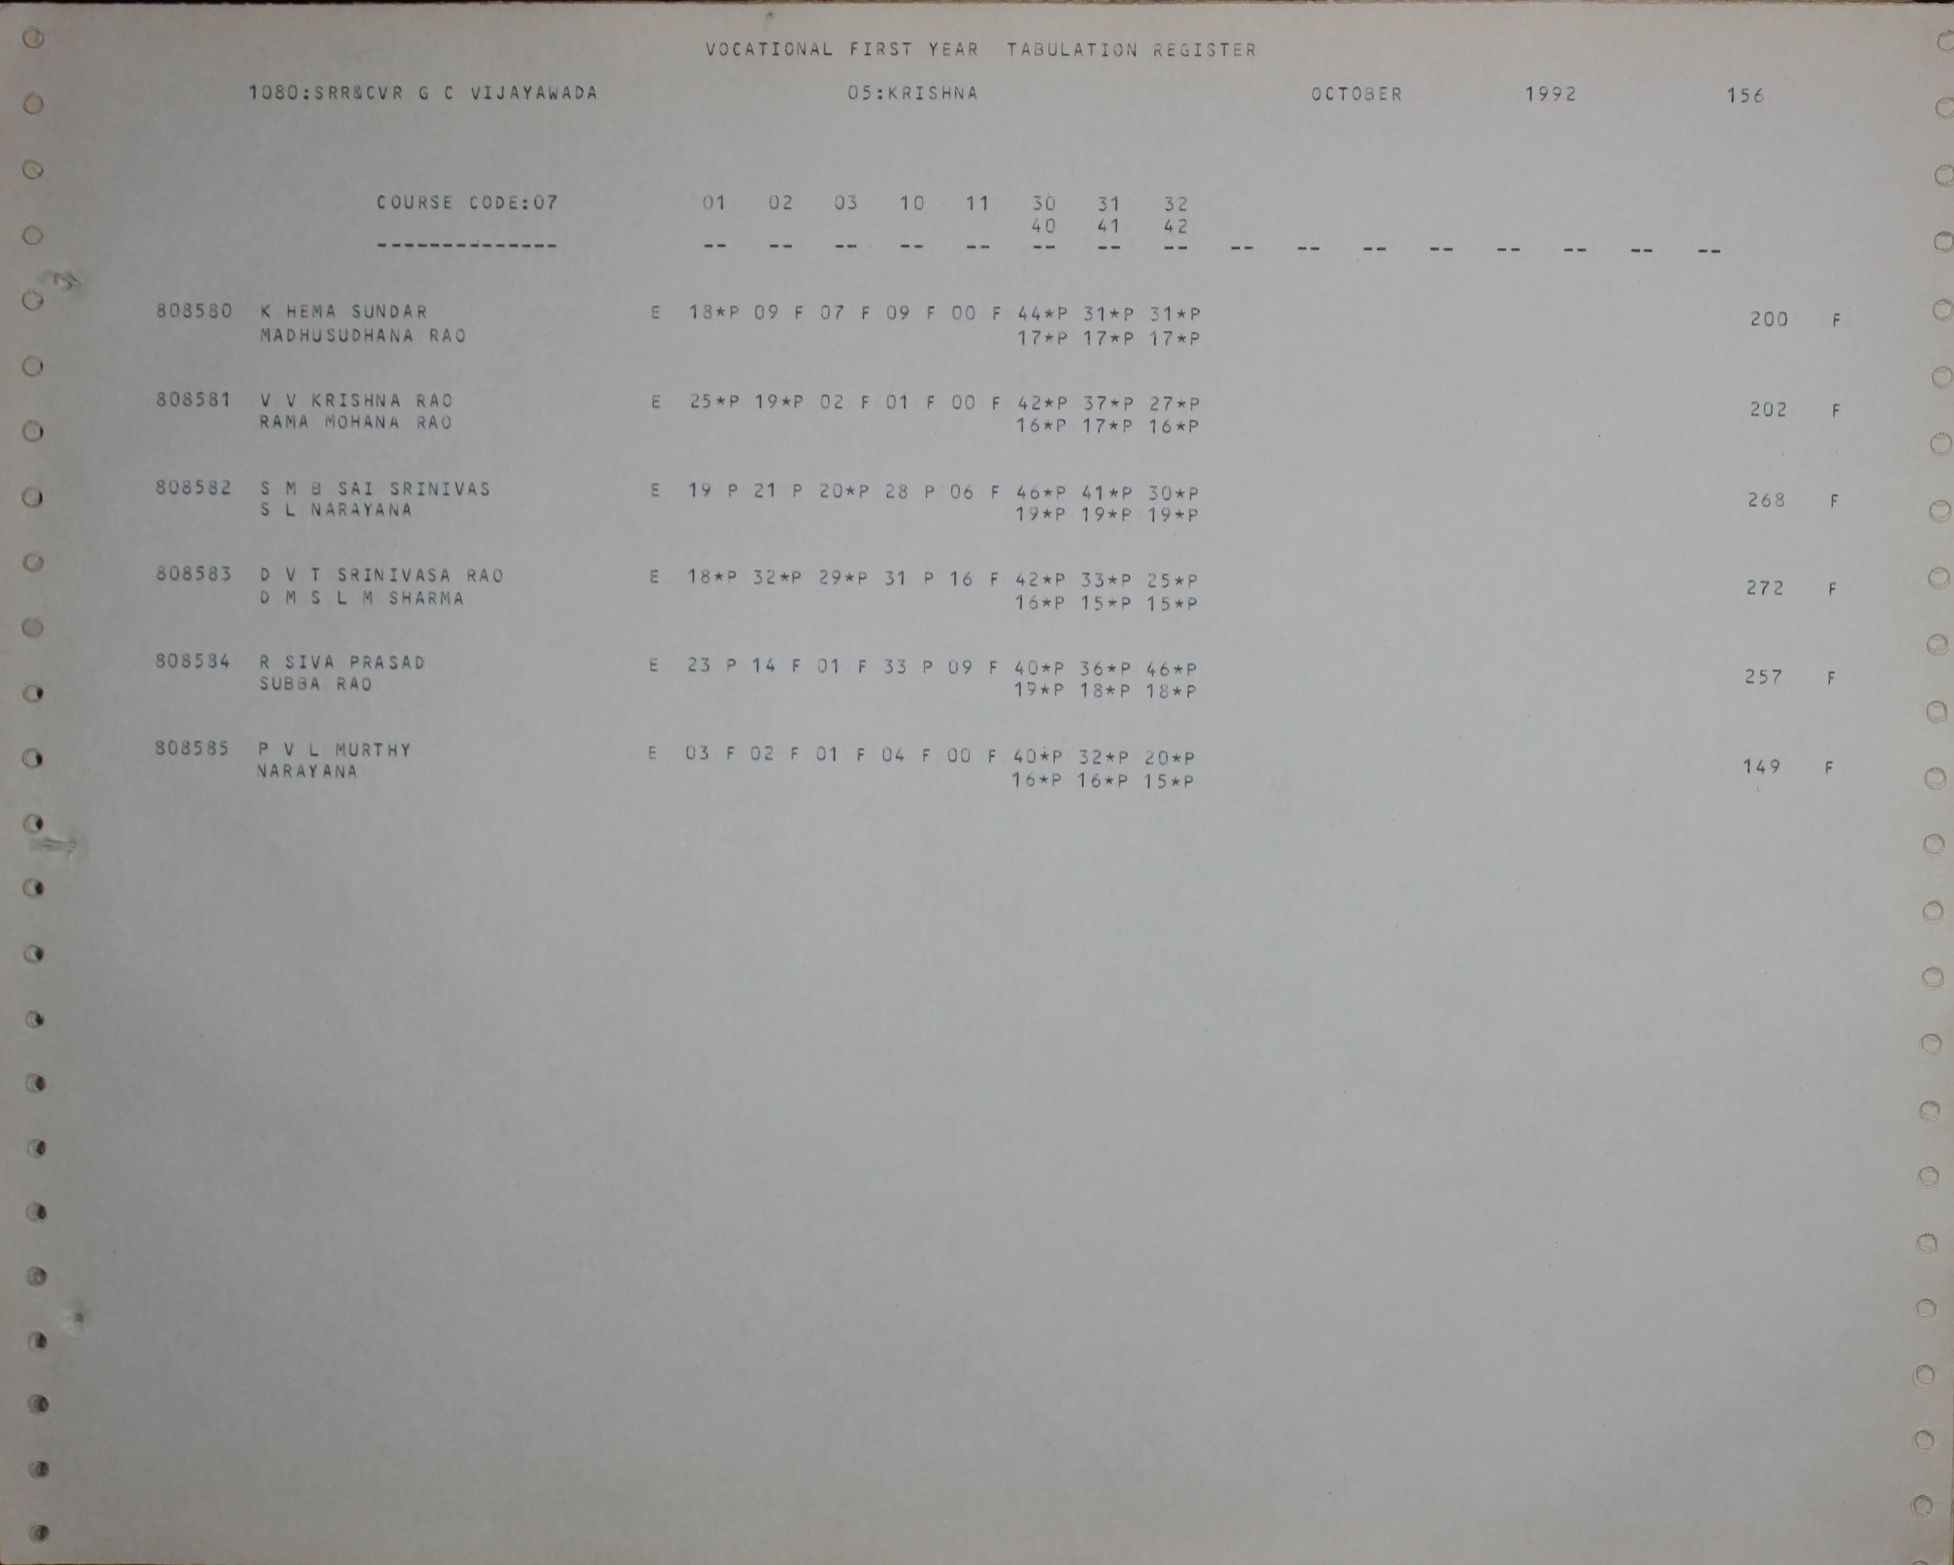 VOCATIONAL FIRST YEAR TABULATION REGISTER
1080:SRR&CVR G C VIJAYAWADA 05:KRISHNA OCTOBER 1992 156
COURSE CODE:07 01 02 03 10 11 30 31 32
40 41 42
-------------- -- -- -- -- -- -- -- -- -- -- -- -- -- -- -- --
808580 K HEMA SUNDAR E 18*P 09 F 07 F 09 F 00 F 44*P 31*P 31*P 200 F
MADHUSUDHANA RAO 17*P 17*P 17*P
808581 V V KRISHNA RAO E 25*P 19*P 02 F 01 F 00 F 42*P 37*P 27*P 202 F
RAMA MOHANA RAO 16*P 17*P 16*P
808582 S M B SAI SRINIVAS E 19 P 21 P 20*P 28 P 06 F 46*P 41*P 30*P 268 F
S L NARAYANA 19*P 19*P 19*P
808583 D V T SRINIVASA RAO E 18*P 32*P 29*P 31 P 16 F 42*P 33*P 25*P 272 F
D M S L M SHARMA 16*P 15*P 15*P
808584 R SIVA PRASAD E 23 P 14 F 01 F 33 P 09 F 40*P 36*P 46*P 257 F
SUBBA RAO 19*P 18*P 18*P
808585 P V L MURTHY E 03 F 02 F 01 F 04 F 00 F 40*P 32*P 20*P 149 F
NARAYANA 16*P 16*P 15*P